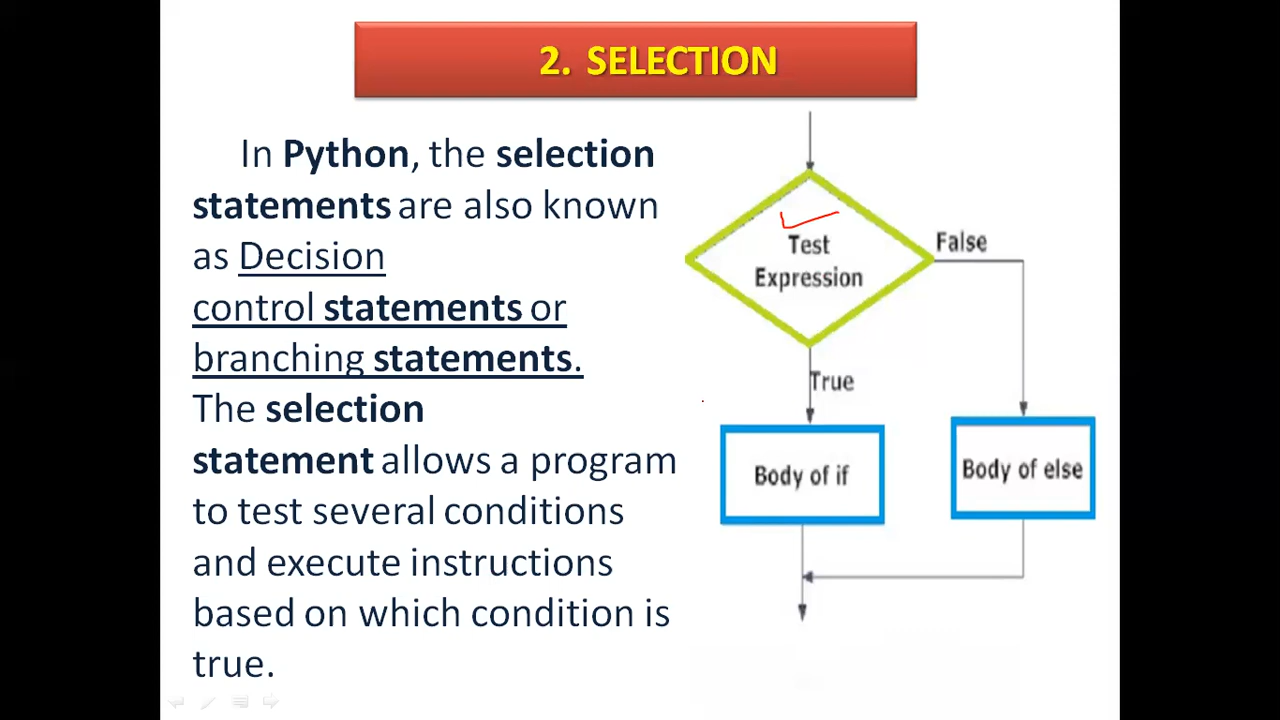 2. SELECTION
In Python, the selection
statements are also known
as Decision
control statements or
branching statements.
The selection
statement allows a program
to test several conditions
and execute instructions
based on which condition is
true.
Test
Expression
False
True
Body of if
Body of else